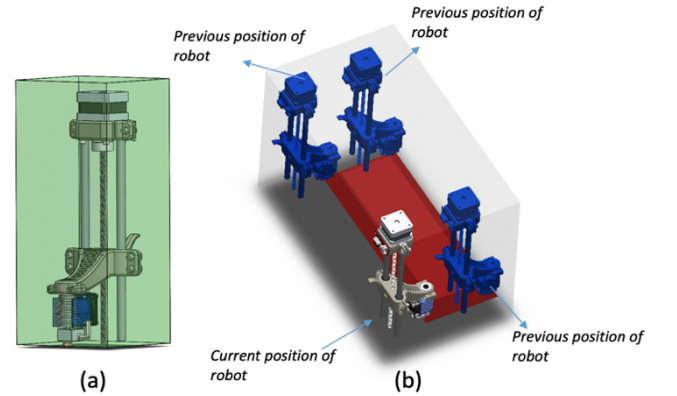 Previous position of
robot
Previous position of
robot
Previous position of
robot
Current position of
robot
(a)
(b)